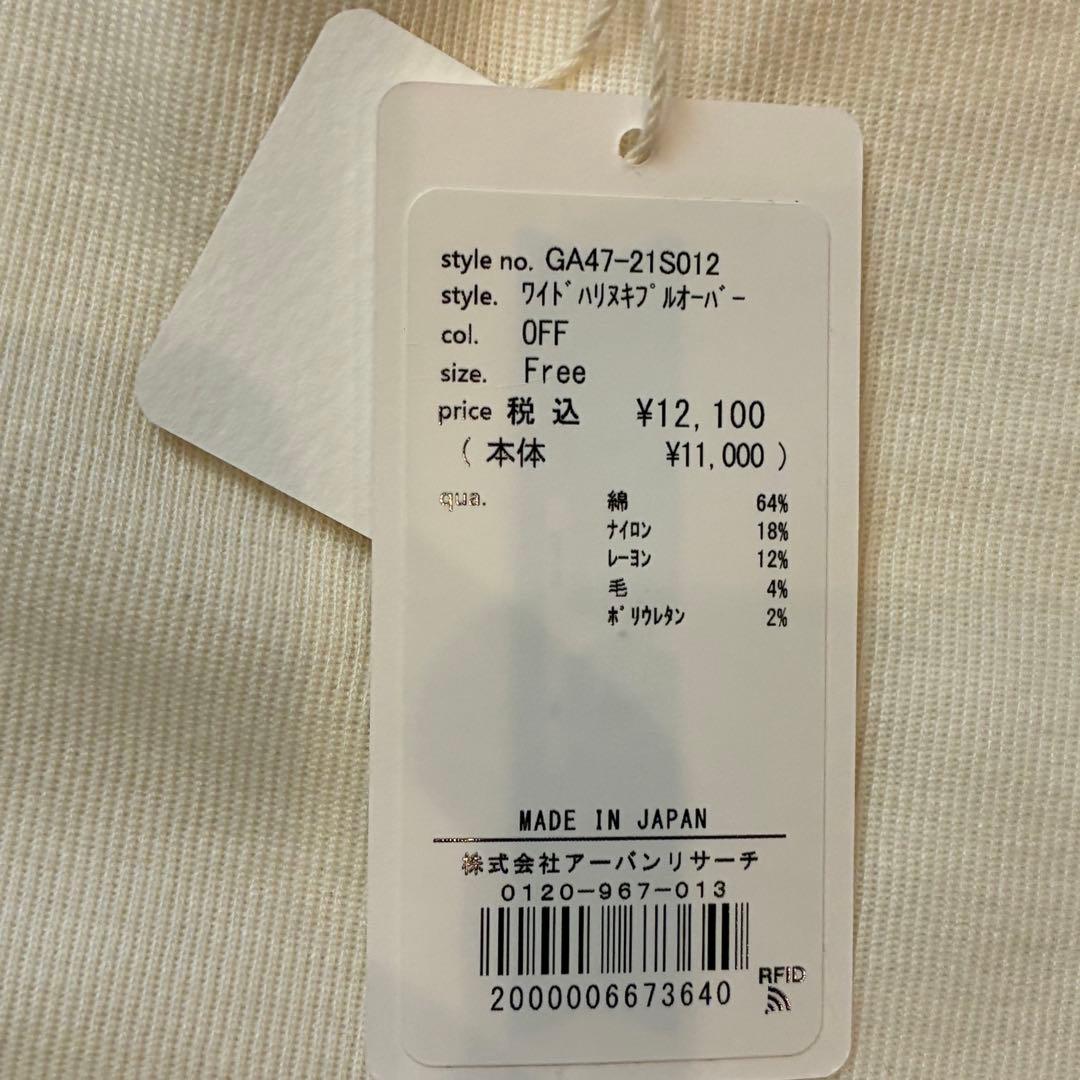 style no. GA47-21S012
style. ﾜｲﾄﾞﾊﾘﾇｷﾌﾟﾙｵｰﾊﾞｰ
col. OFF
size. Free
price 税込 ¥12,100
( 本体 ¥11,000 )
qua. 綿 64%
ﾅｲﾛﾝ 18%
ﾚｰﾖﾝ 12%
毛 4%
ﾎﾟﾘｳﾚﾀﾝ 2%
MADE IN JAPAN
株式会社アーバンリサーチ
0120-967-013
2000006673640
RFID